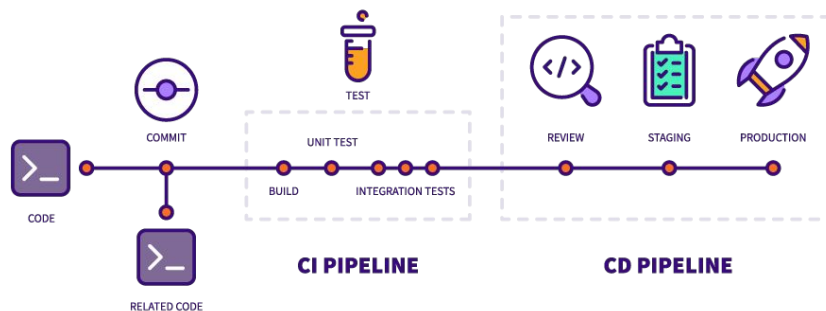 TEST
COMMIT
REVIEW
STAGING
PRODUCTION
UNIT TEST
BUILD
INTEGRATION TESTS
CODE
CI PIPELINE
CD PIPELINE
RELATED CODE